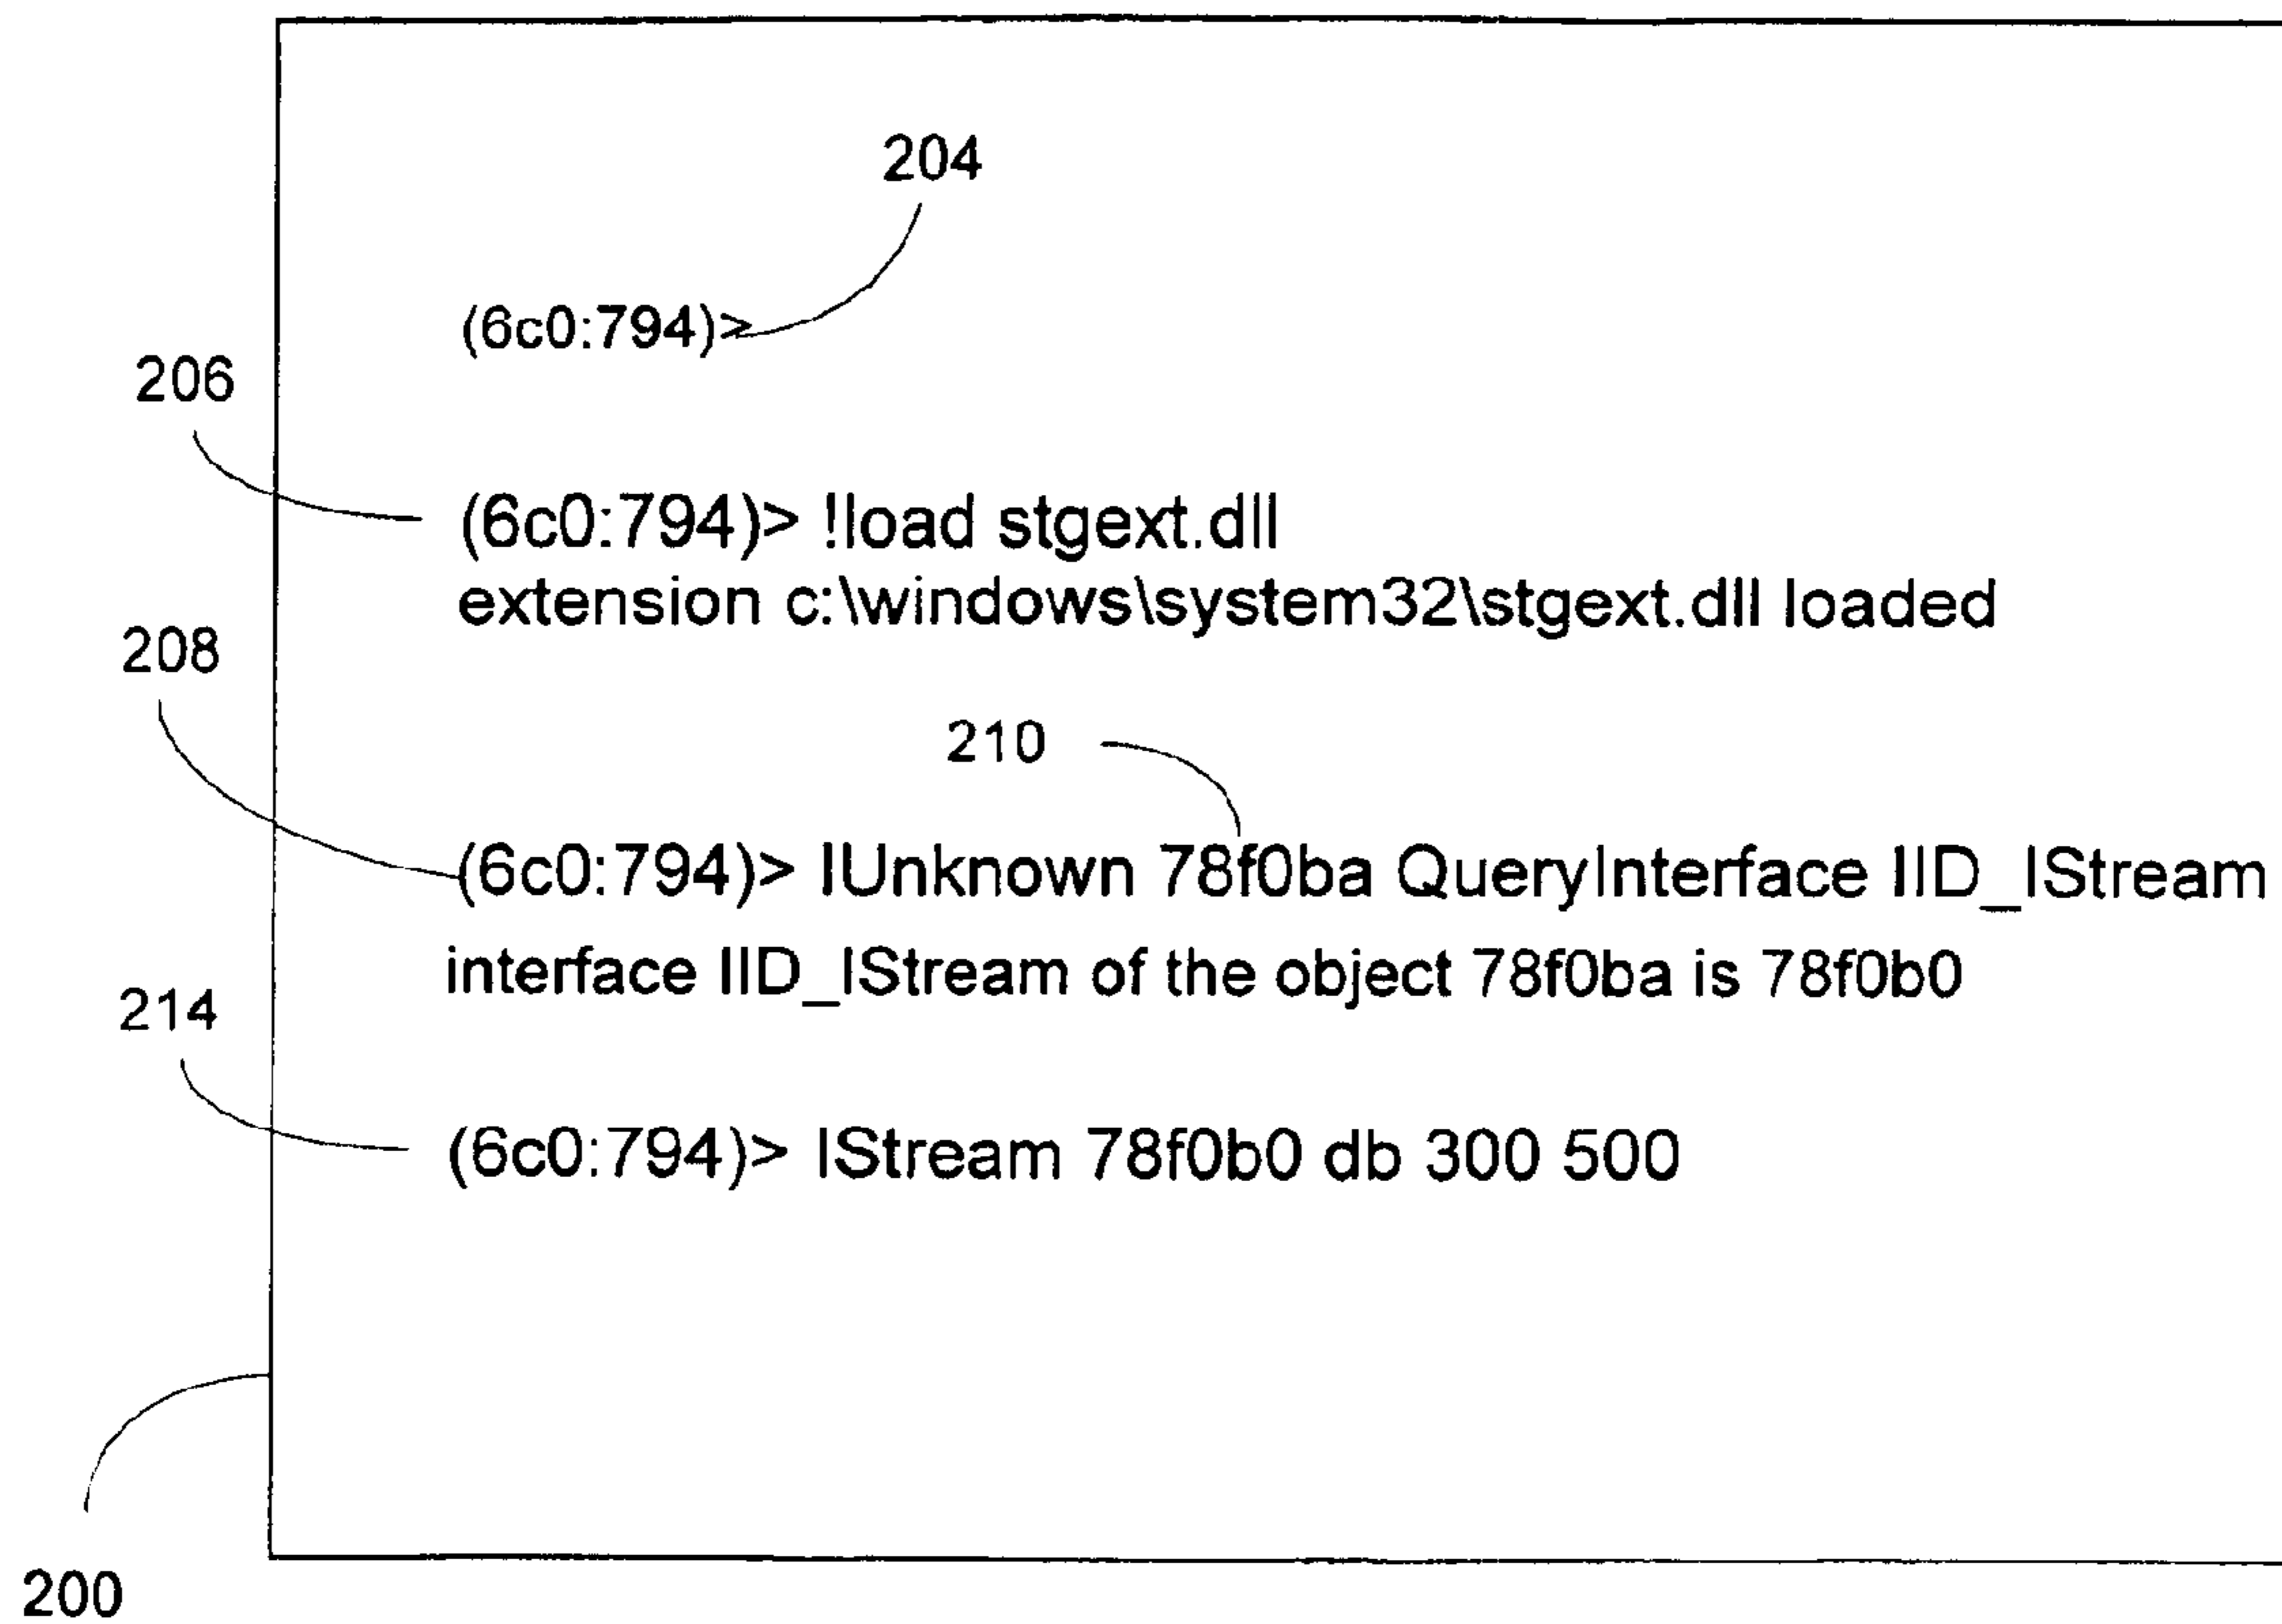 204
(6c0:794)>
206
(6c0:794)> !load stgext.dll
extension c:\windows\system32\stgext.dll loaded
208
210
(6c0:794)> IUnknown 78f0ba QueryInterface IID_IStream
interface IID_IStream of the object 78f0ba is 78f0b0
214
(6c0:794)> IStream 78f0b0 db 300 500
200